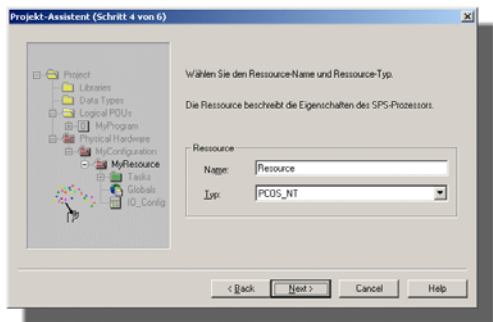 Projekt-Assistent (Schritt 4 von 6)
Project
Libraries
Data Types
Logical POUs
MyProgram
Physical Hardware
MyConfiguration
MyResource
Tasks
Globals
IO_Config
Wählen Sie den Ressource-Name und Ressource-Typ.
Die Ressource beschreibt die Eigenschaften des SPS-Prozessors.
Ressource
Name: Resource
Typ: PCOS_NT
< Back Next > Cancel Help